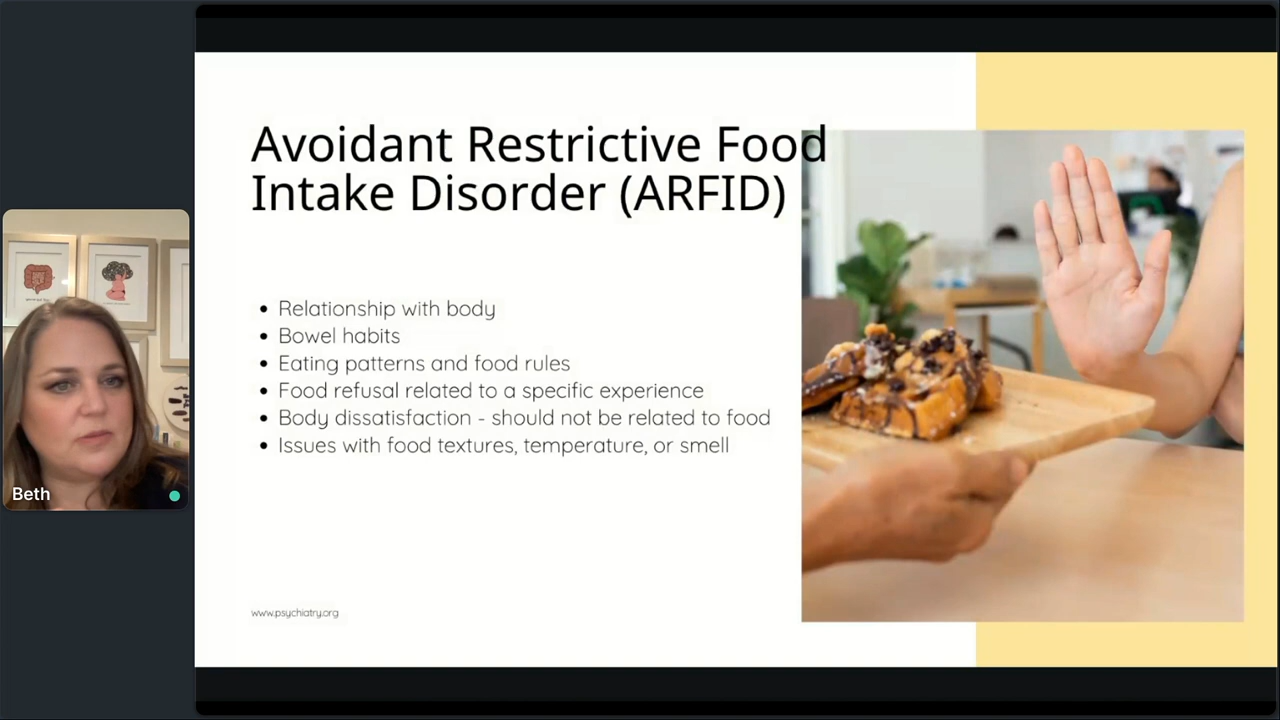 Avoidant Restrictive Food
Intake Disorder (ARFID)
Relationship with body
Bowel habits
Eating patterns and food rules
Food refusal related to a specific experience
Body dissatisfaction - should not be related to food
Issues with food textures, temperature, or smell
Beth
www.psychiatry.org